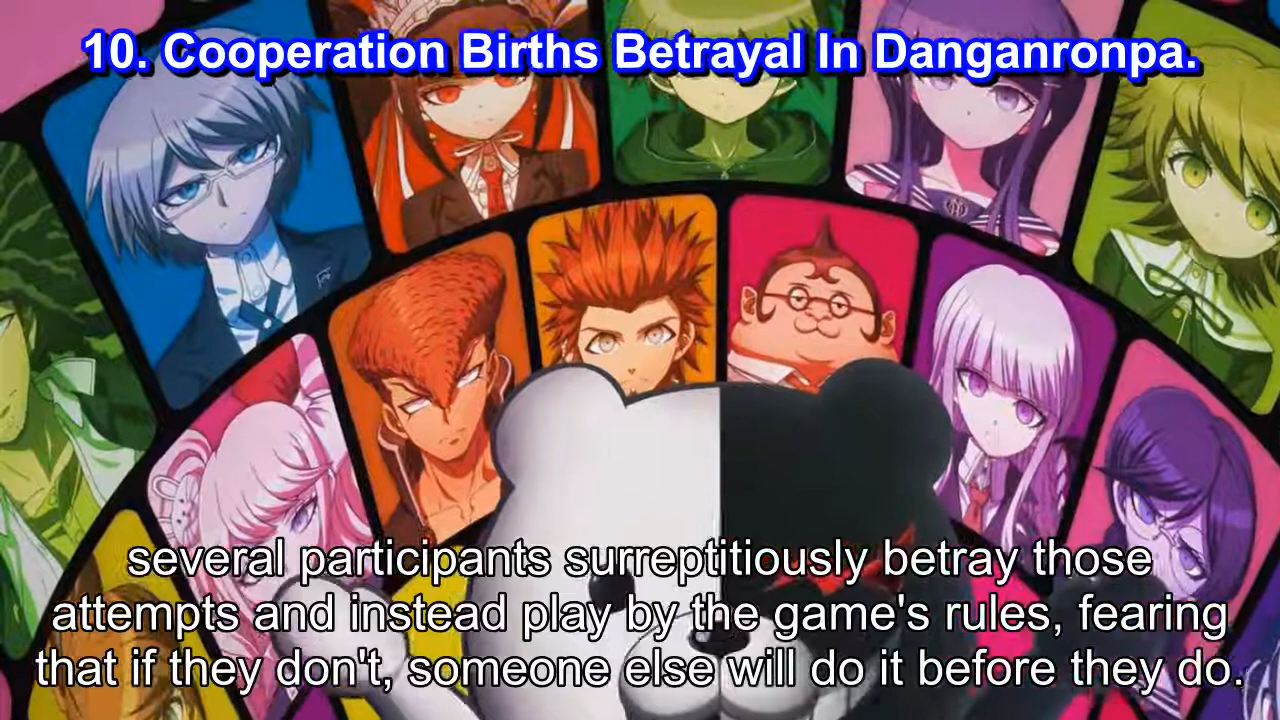 10. Cooperation Births Betrayal In Danganronpa.
several participants surreptitiously betray those
attempts and instead play by the game's rules, fearing
that if they don't, someone else will do it before they do.